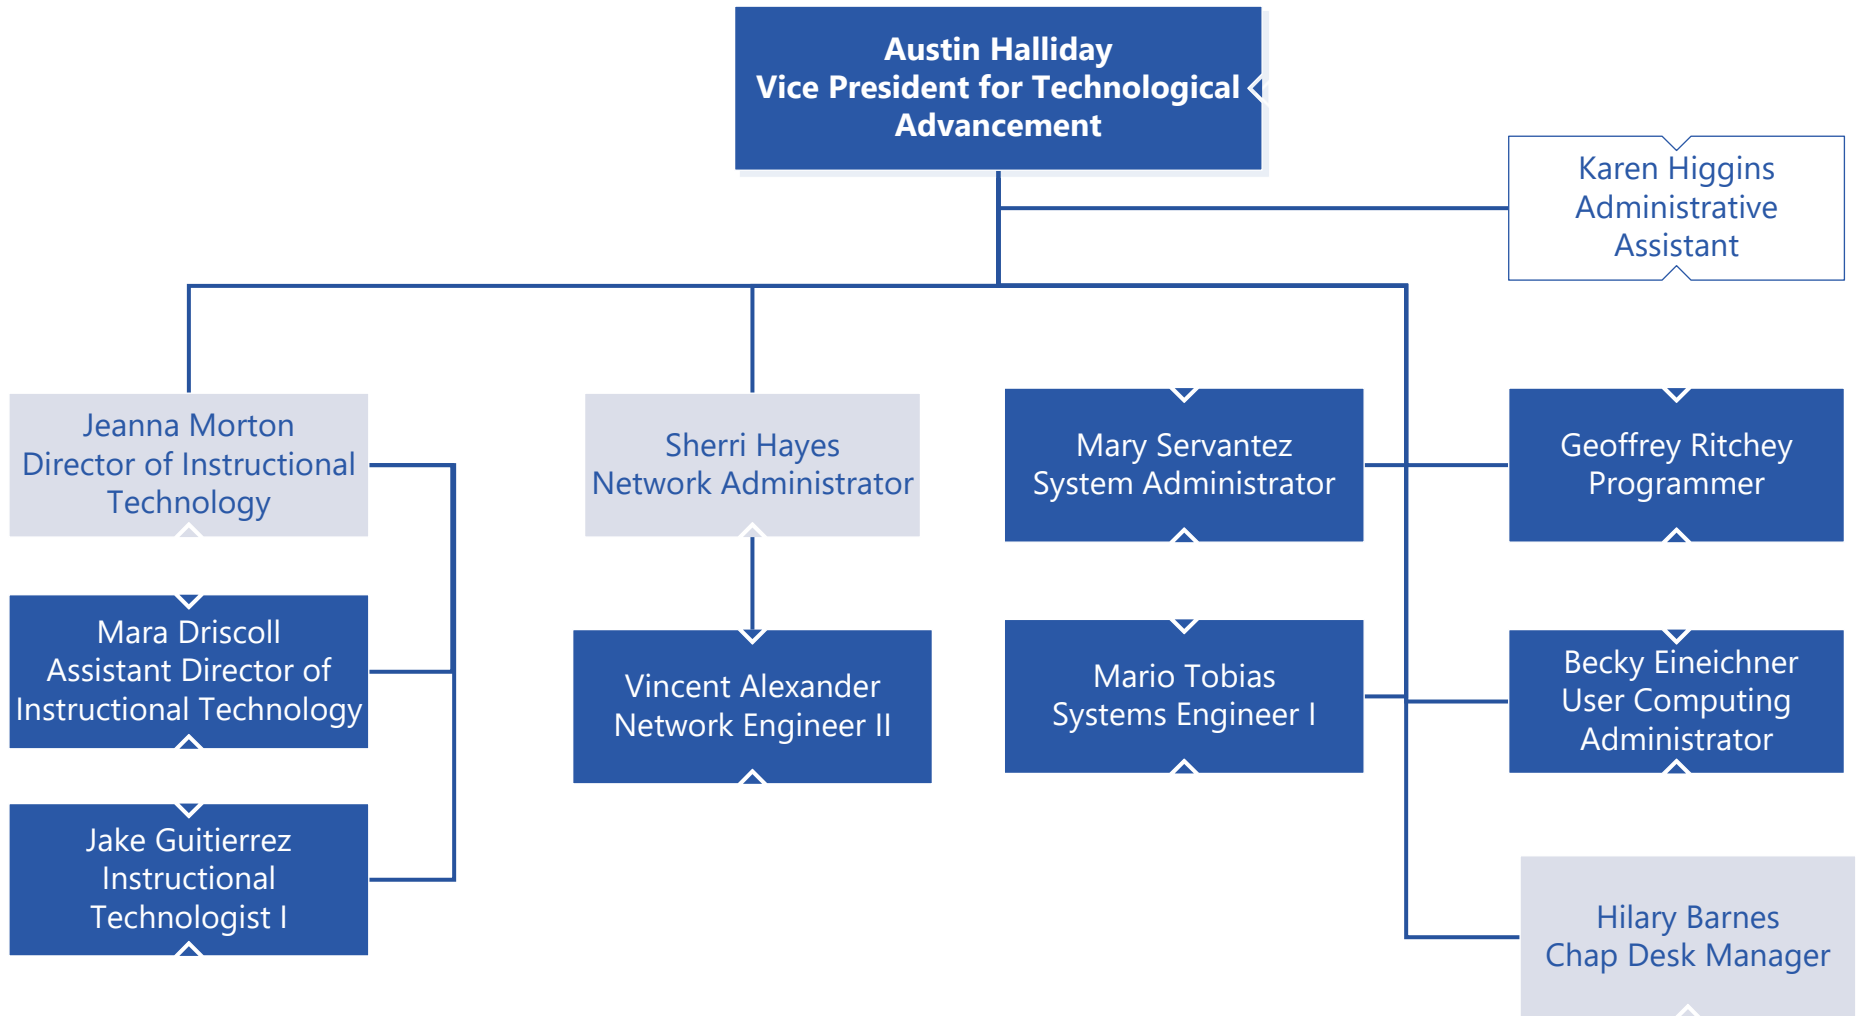 Austin Halliday
Vice President for Technological
Advancement
Karen Higgins
Administrative
Assistant
Jeanna Morton
Director of Instructional
Technology
Sherri Hayes
Network Administrator
Mary Servantez
System Administrator
Geoffrey Ritchey
Programmer
Mara Driscoll
Assistant Director of
Instructional Technology
Vincent Alexander
Network Engineer II
Mario Tobias
Systems Engineer I
Becky Eineichner
User Computing
Administrator
Jake Guitierrez
Instructional
Technologist I
Hilary Barnes
Chap Desk Manager